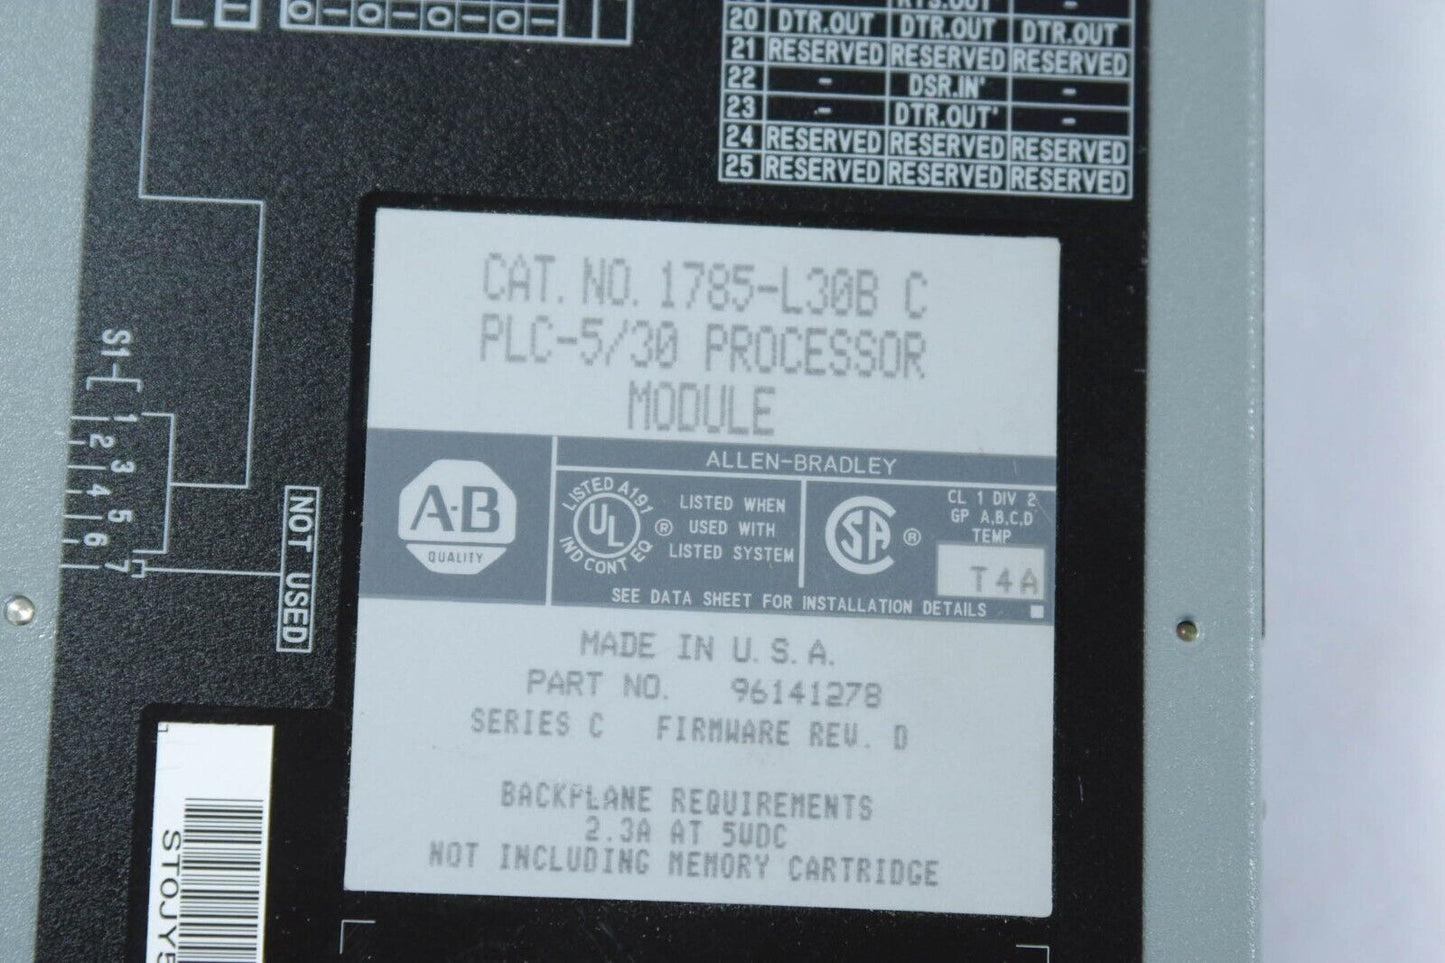 20 DTR.OUT DTR.OUT DTR.OUT
21 RESERVED RESERVED RESERVED
22 - DSR.IN' -
23 - DTR.OUT' -
24 RESERVED RESERVED RESERVED
25 RESERVED RESERVED RESERVED
CAT. NO. 1785-L30B C
PLC-5/30 PROCESSOR
MODULE
ALLEN-BRADLEY
A-B
QUALITY
LISTED A191
UL
IND CONT EQ
®
LISTED WHEN
USED WITH
LISTED SYSTEM
SA ®
CL 1 DIV 2
GP A,B,C,D
TEMP
T4A
SEE DATA SHEET FOR INSTALLATION DETAILS
MADE IN U.S.A.
PART NO. 96141278
SERIES C FIRMWARE REV. D
BACKPLANE REQUIREMENTS
2.3A AT 5VDC
NOT INCLUDING MEMORY CARTRIDGE
S1-
1 2 3 4 5 6 7
NOT USED